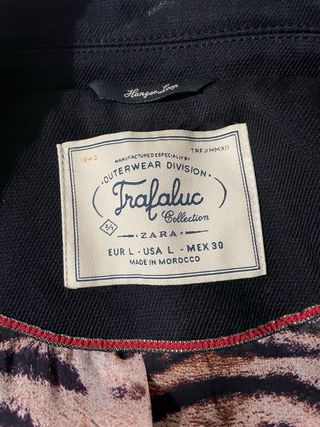 Hanger Loop
1240
TRF//MMXII
MANUFACTURED ESPECIALLY BY
·OUTERWEAR DIVISION·
Trafaluc
Collection
ZARA
EUR L - USA L - MEX 30
MADE IN MOROCCO